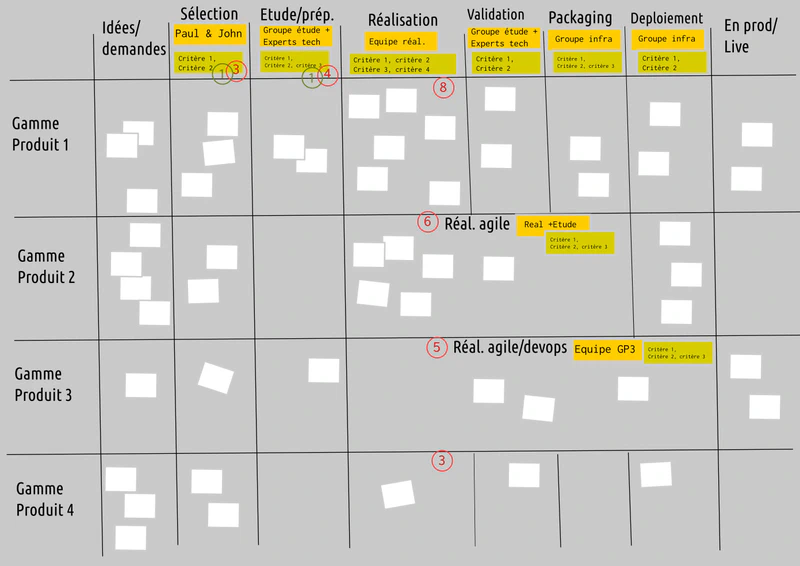 Idées/
demandes
Sélection
Paul & John
Critère 1,
Critère 2
1
3
Etude/prép.
Groupe étude +
Experts tech
Critère 1,
Critère 2, critère 3
1
4
Réalisation
Equipe réal.
Critère 1, critère 2
Critère 3, critère 4
8
Validation
Groupe étude +
Experts tech
Critère 1,
Critère 2
Packaging
Groupe infra
Critère 1,
Critère 2, critère 3
Deploiement
Groupe infra
Critère 1,
Critère 2
En prod/
Live
Gamme
Produit 1
6
Réal. agile
Real +Etude
Critère 1,
Critère 2, critère 3
Gamme
Produit 2
5
Réal. agile/devops
Equipe GP3
Critère 1,
Critère 2, critère 3
Gamme
Produit 3
3
Gamme
Produit 4